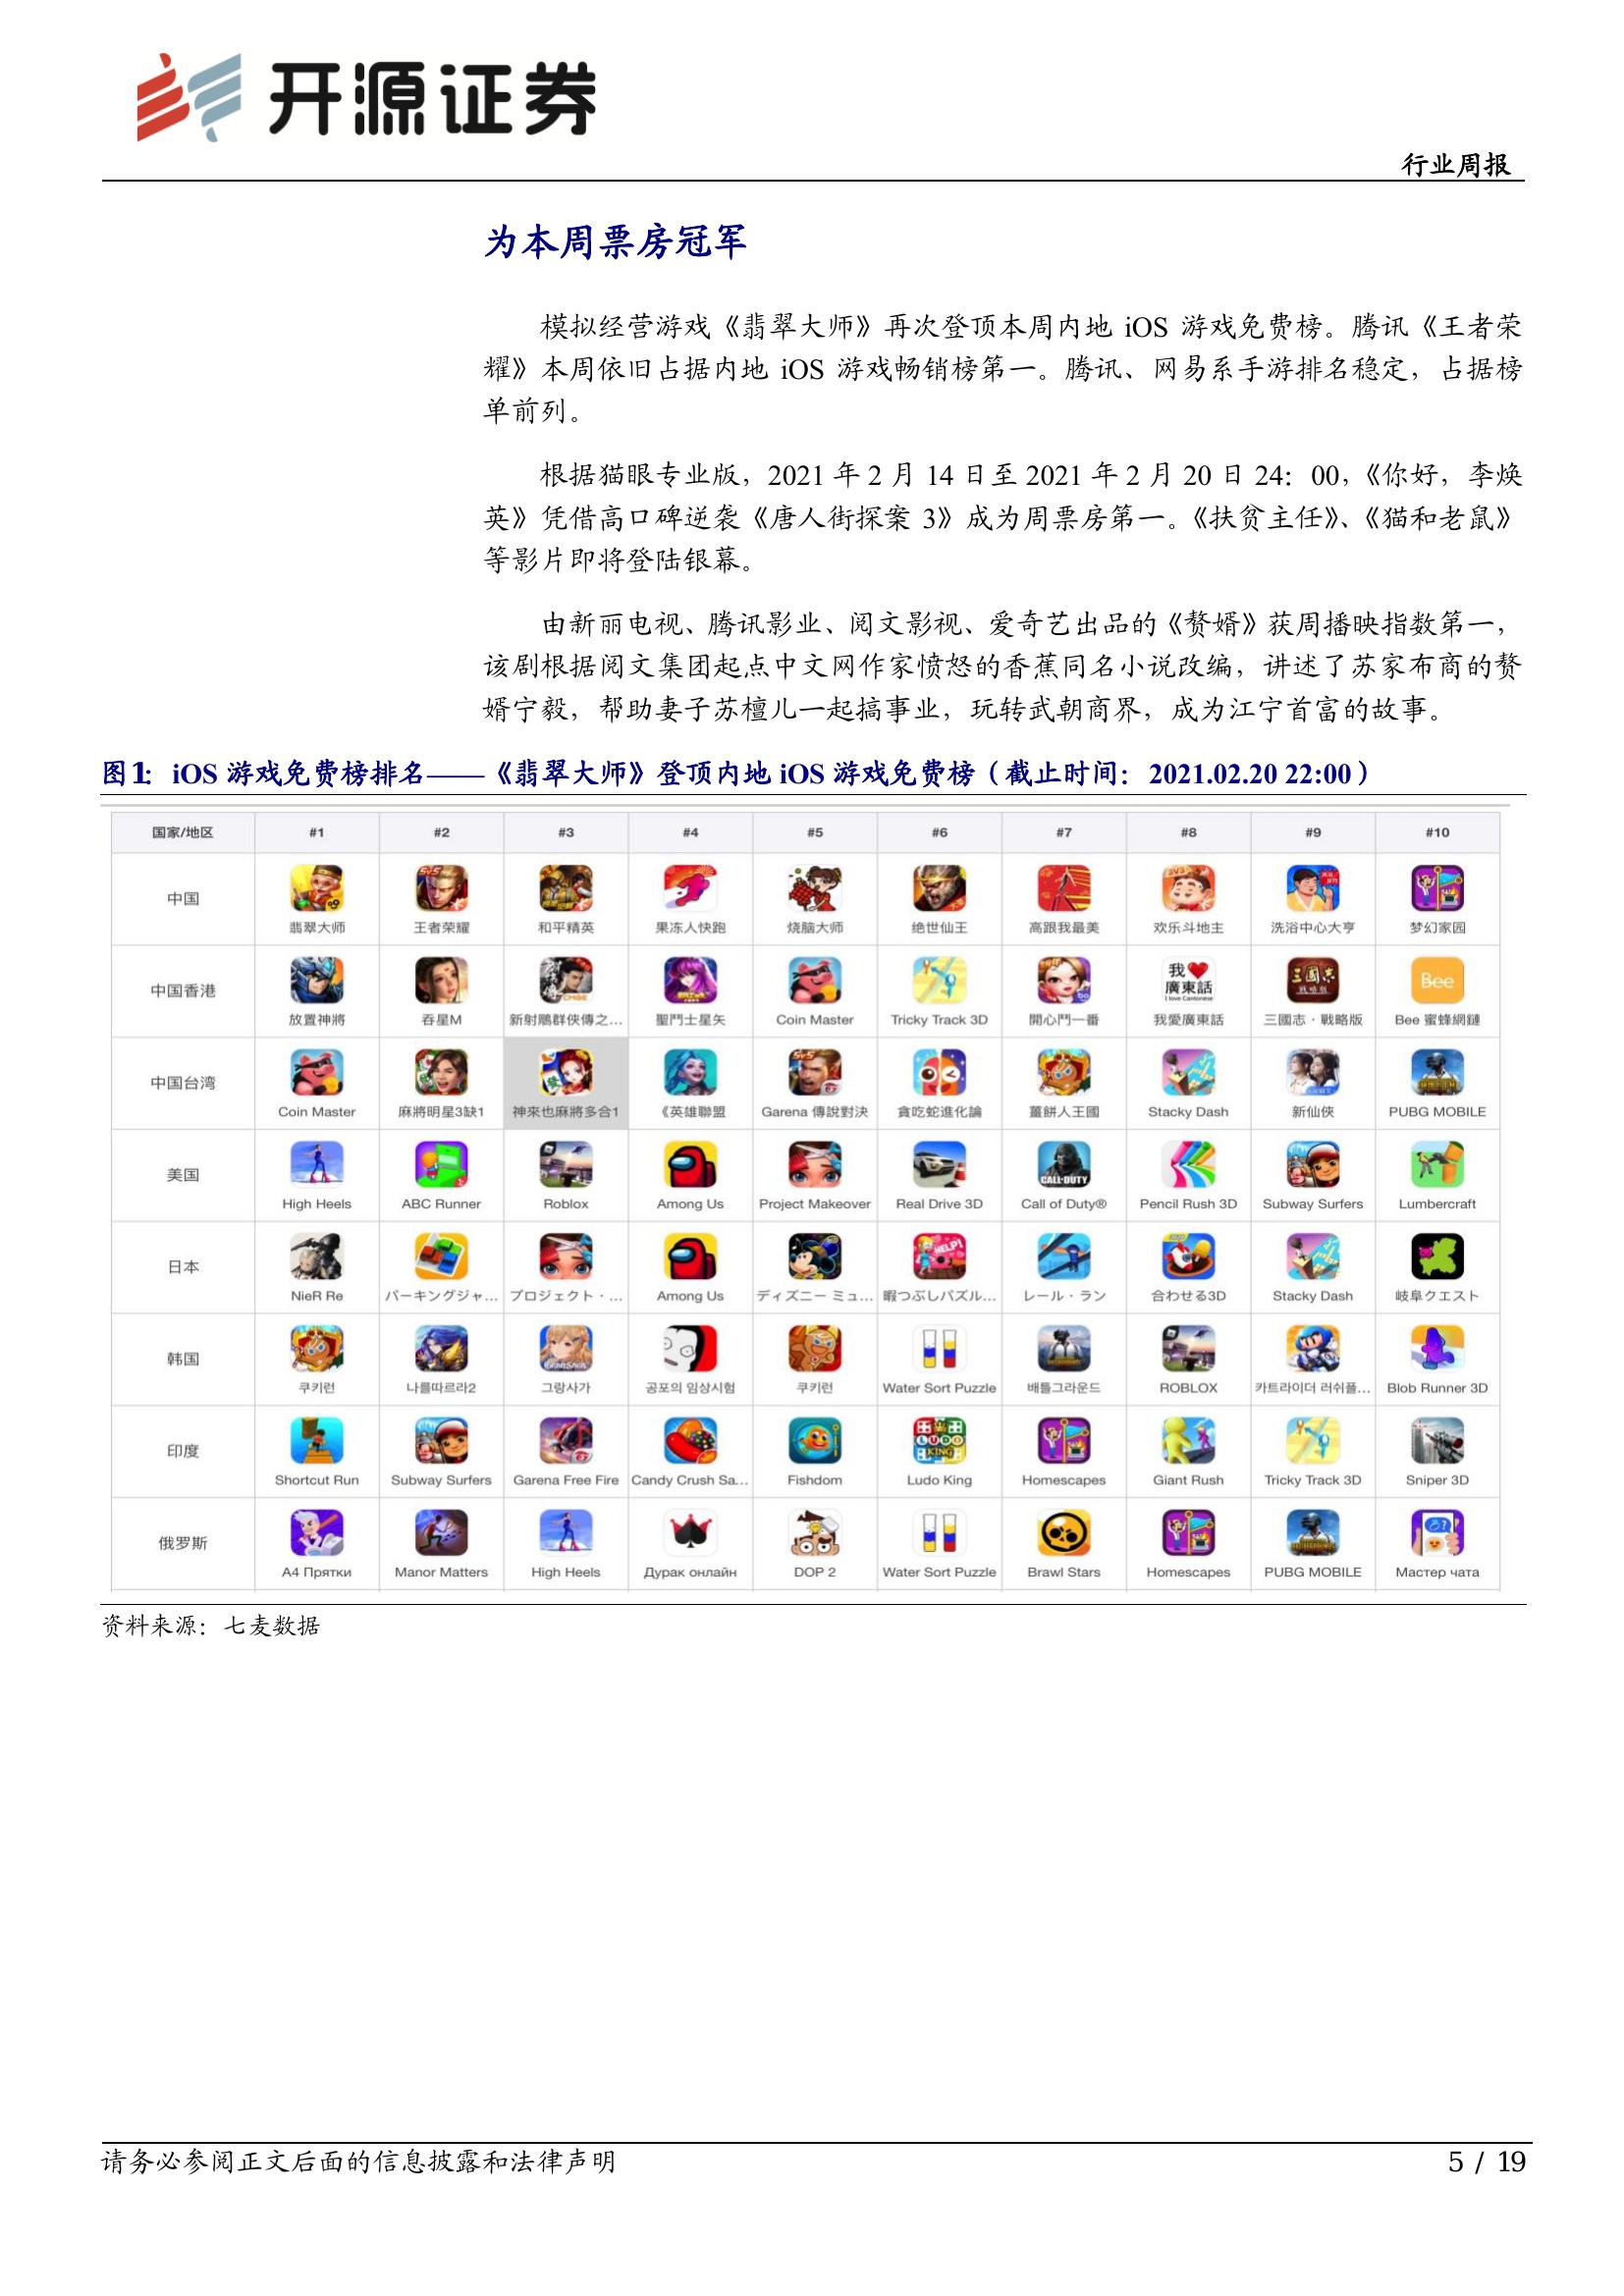 开源证券
行业周报
为本周票房冠军
模拟经营游戏《翡翠大师》再次登顶本周内地 iOS 游戏免费榜。腾讯《王者荣
耀》本周依旧占据内地 iOS 游戏畅销榜第一。腾讯、网易系手游排名稳定，占据榜
单前列。
根据猫眼专业版，2021 年 2 月 14 日至 2021 年 2 月 20 日 24：00，《你好，李焕
英》凭借高口碑逆袭《唐人街探案 3》成为周票房第一。《扶贫主任》、《猫和老鼠》
等影片即将登陆银幕。
由新丽电视、腾讯影业、阅文影视、爱奇艺出品的《赘婿》获周播映指数第一，
该剧根据阅文集团起点中文网作家愤怒的香蕉同名小说改编，讲述了苏家布商的赘
婿宁毅，帮助妻子苏檀儿一起搞事业，玩转武朝商界，成为江宁首富的故事。
图1： iOS 游戏免费榜排名——《翡翠大师》登顶内地 iOS 游戏免费榜（截止时间：2021.02.20 22:00）
国家/地区 #1 #2 #3 #4 #5 #6 #7 #8 #9 #10
中国 翡翠大师 王者荣耀 和平精英 果冻人快跑 烧脑大师 绝世仙王 高跟我最美 欢乐斗地主 洗浴中心大亨 梦幻家园
中国香港 放置神將 吞星M 新射鵰群俠傳之... 聖鬥士星矢 Coin Master Tricky Track 3D 開心鬥一番 我愛廣東話 三國志・戰略版 Bee 蜜蜂網鏈
中国台湾 Coin Master 麻將明星3缺1 神來也麻將多合1 《英雄聯盟 Garena 傳說對決 貪吃蛇進化論 薑餅人王國 Stacky Dash 新仙俠 PUBG MOBILE
美国 High Heels ABC Runner Roblox Among Us Project Makeover Real Drive 3D Call of Duty® Pencil Rush 3D Subway Surfers Lumbercraft
日本 NieR Re パーキングジャ... プロジェクト・... Among Us ディズニー ミュ... 暇つぶしパズル... レール・ラン 合わせる3D Stacky Dash 岐阜クエスト
韩国 쿠키런 나를따르라2 그랑사가 공포의 임상시험 쿠키런 Water Sort Puzzle 배틀그라운드 ROBLOX 카트라이더 러쉬플... Blob Runner 3D
印度 Shortcut Run Subway Surfers Garena Free Fire Candy Crush Sa... Fishdom Ludo King Homescapes Giant Rush Tricky Track 3D Sniper 3D
俄罗斯 A4 Прятки Manor Matters High Heels Дурак онлайн DOP 2 Water Sort Puzzle Brawl Stars Homescapes PUBG MOBILE Мастер чата
资料来源：七麦数据
请务必参阅正文后面的信息披露和法律声明
5 / 19